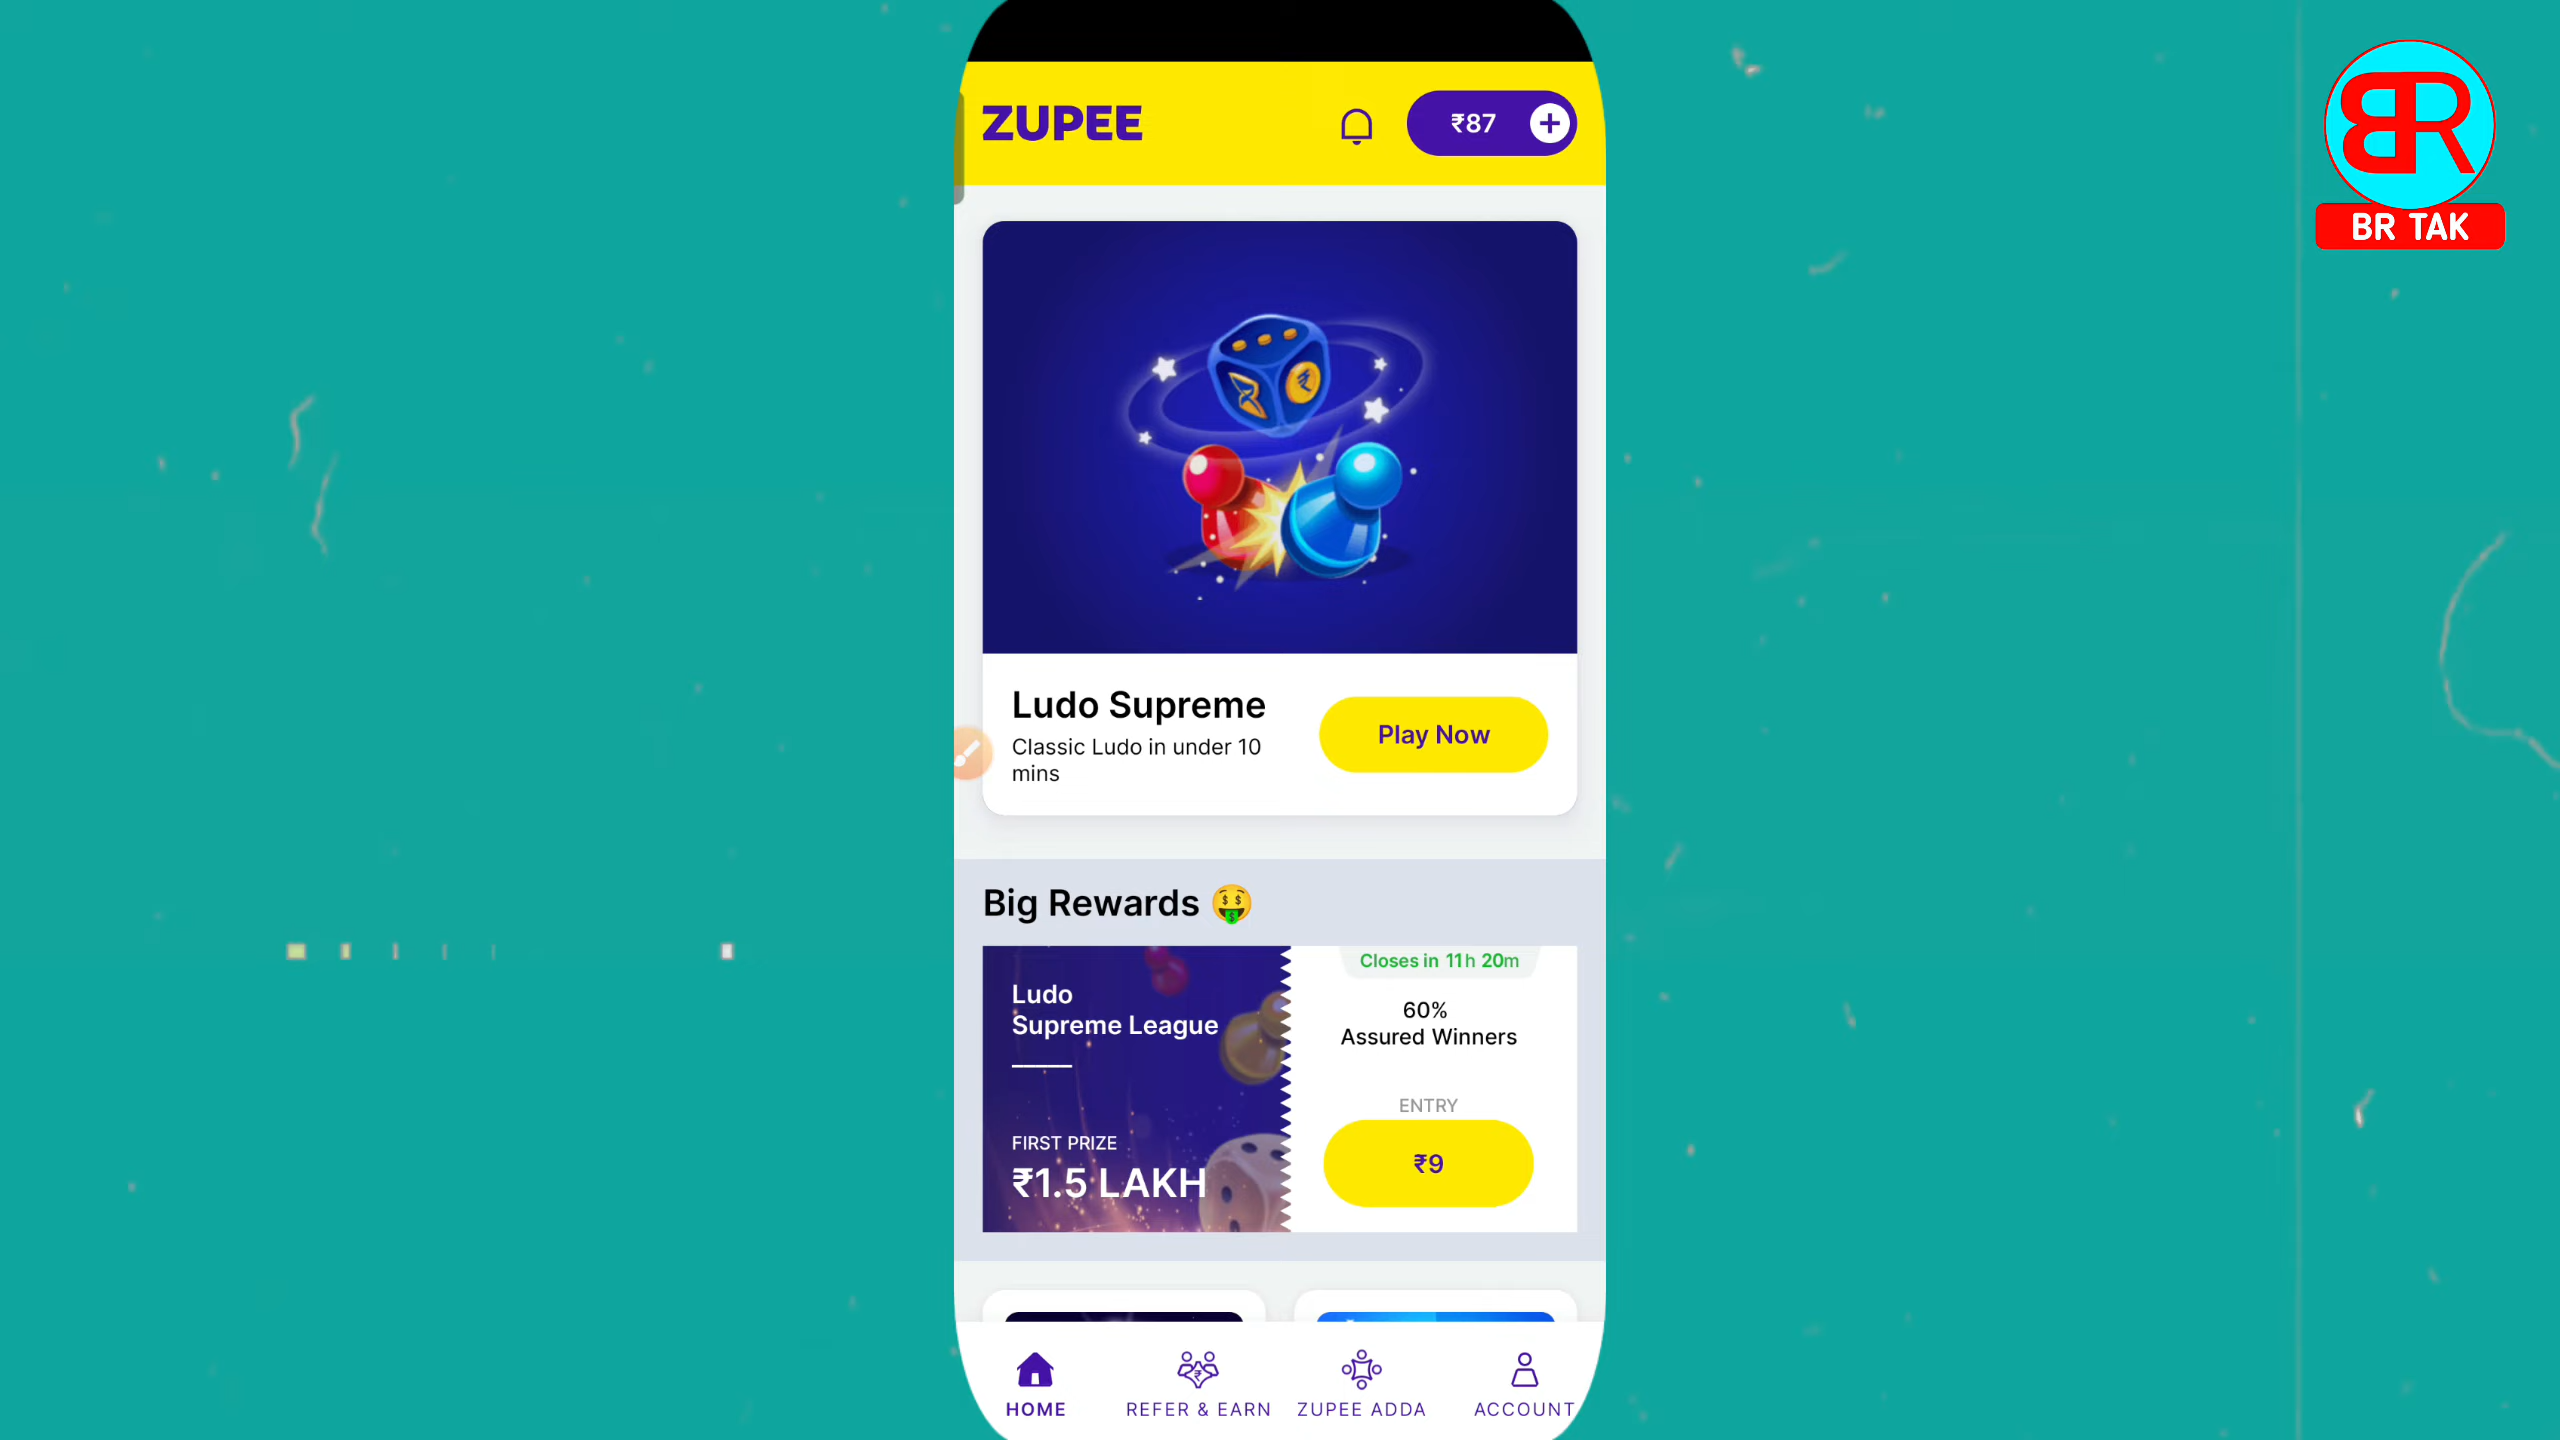 ZUPEE
₹87
BR
BR TAK
Ludo Supreme
Classic Ludo in under 10
mins
Play Now
Big Rewards 🤑
Ludo
Supreme League
FIRST PRIZE
₹1.5 LAKH
Closes in 11h 20m
60%
Assured Winners
ENTRY
₹9
HOME
REFER & EARN
ZUPEE ADDA
ACCOUNT